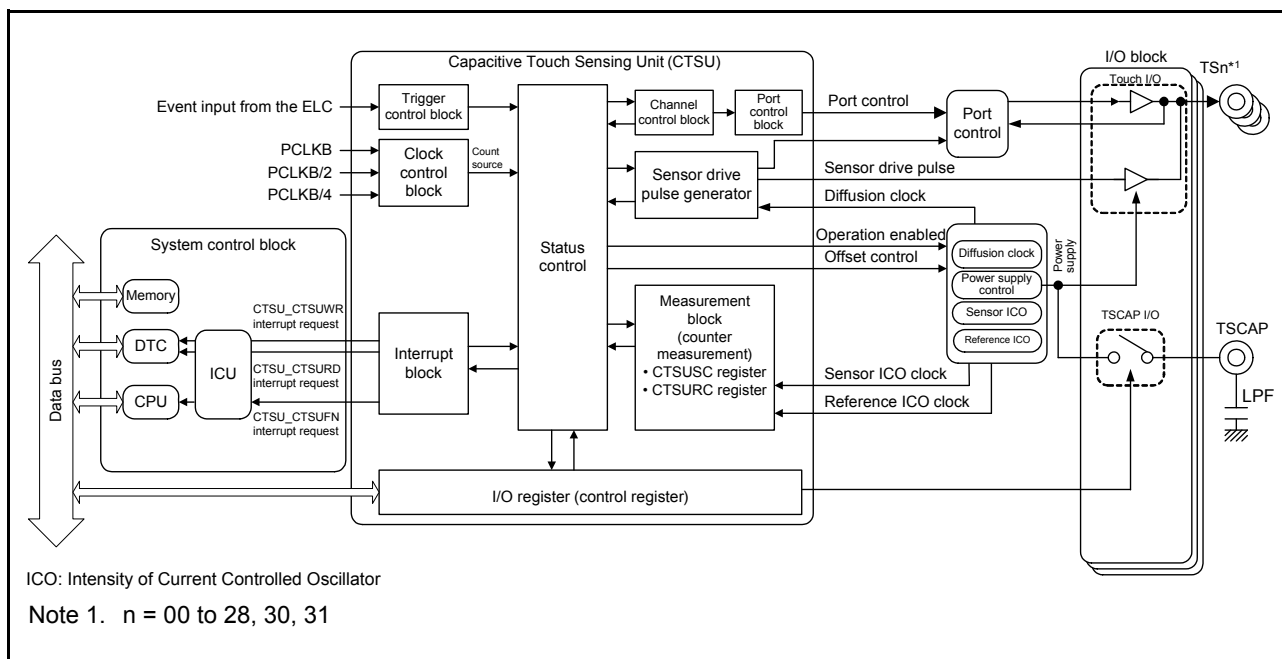 Capacitive Touch Sensing Unit (CTSU)
I/O block
TSn*1
Touch I/O
Event input from the ELC
Trigger
control block
Channel
control block
Port
control
block
Port control
Port
control
PCLKB
PCLKB/2
PCLKB/4
Clock
control
block
Count
source
Sensor drive
pulse generator
Sensor drive pulse
Diffusion clock
System control block
Status
control
Operation enabled
Offset control
Diffusion clock
Power supply
control
Sensor ICO
Reference ICO
Power
supply
Data bus
Memory
DTC
CPU
ICU
CTSU_CTSUWR
interrupt request
CTSU_CTSURD
interrupt request
CTSU_CTSUFN
interrupt request
Interrupt
block
Measurement
block
(counter
measurement)
• CTSUSC register
• CTSURC register
Sensor ICO clock
Reference ICO clock
TSCAP I/O
TSCAP
LPF
I/O register (control register)
ICO: Intensity of Current Controlled Oscillator
Note 1. n = 00 to 28, 30, 31